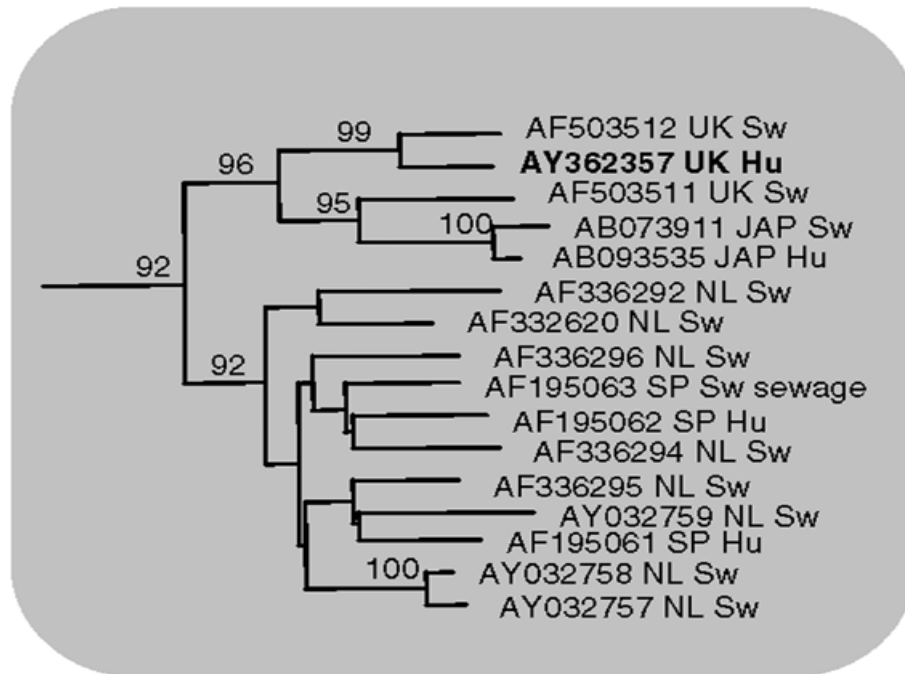 99
AF503512 UK Sw
96
AY362357 UK Hu
95
AF503511 UK Sw
100
AB073911 JAP Sw
92
AB093535 JAP Hu
AF336292 NL Sw
AF332620 NL Sw
92
AF336296 NL Sw
AF195063 SP Sw sewage
AF195062 SP Hu
AF336294 NL Sw
AF336295 NL Sw
AY032759 NL Sw
AF195061 SP Hu
100
AY032758 NL Sw
AY032757 NL Sw